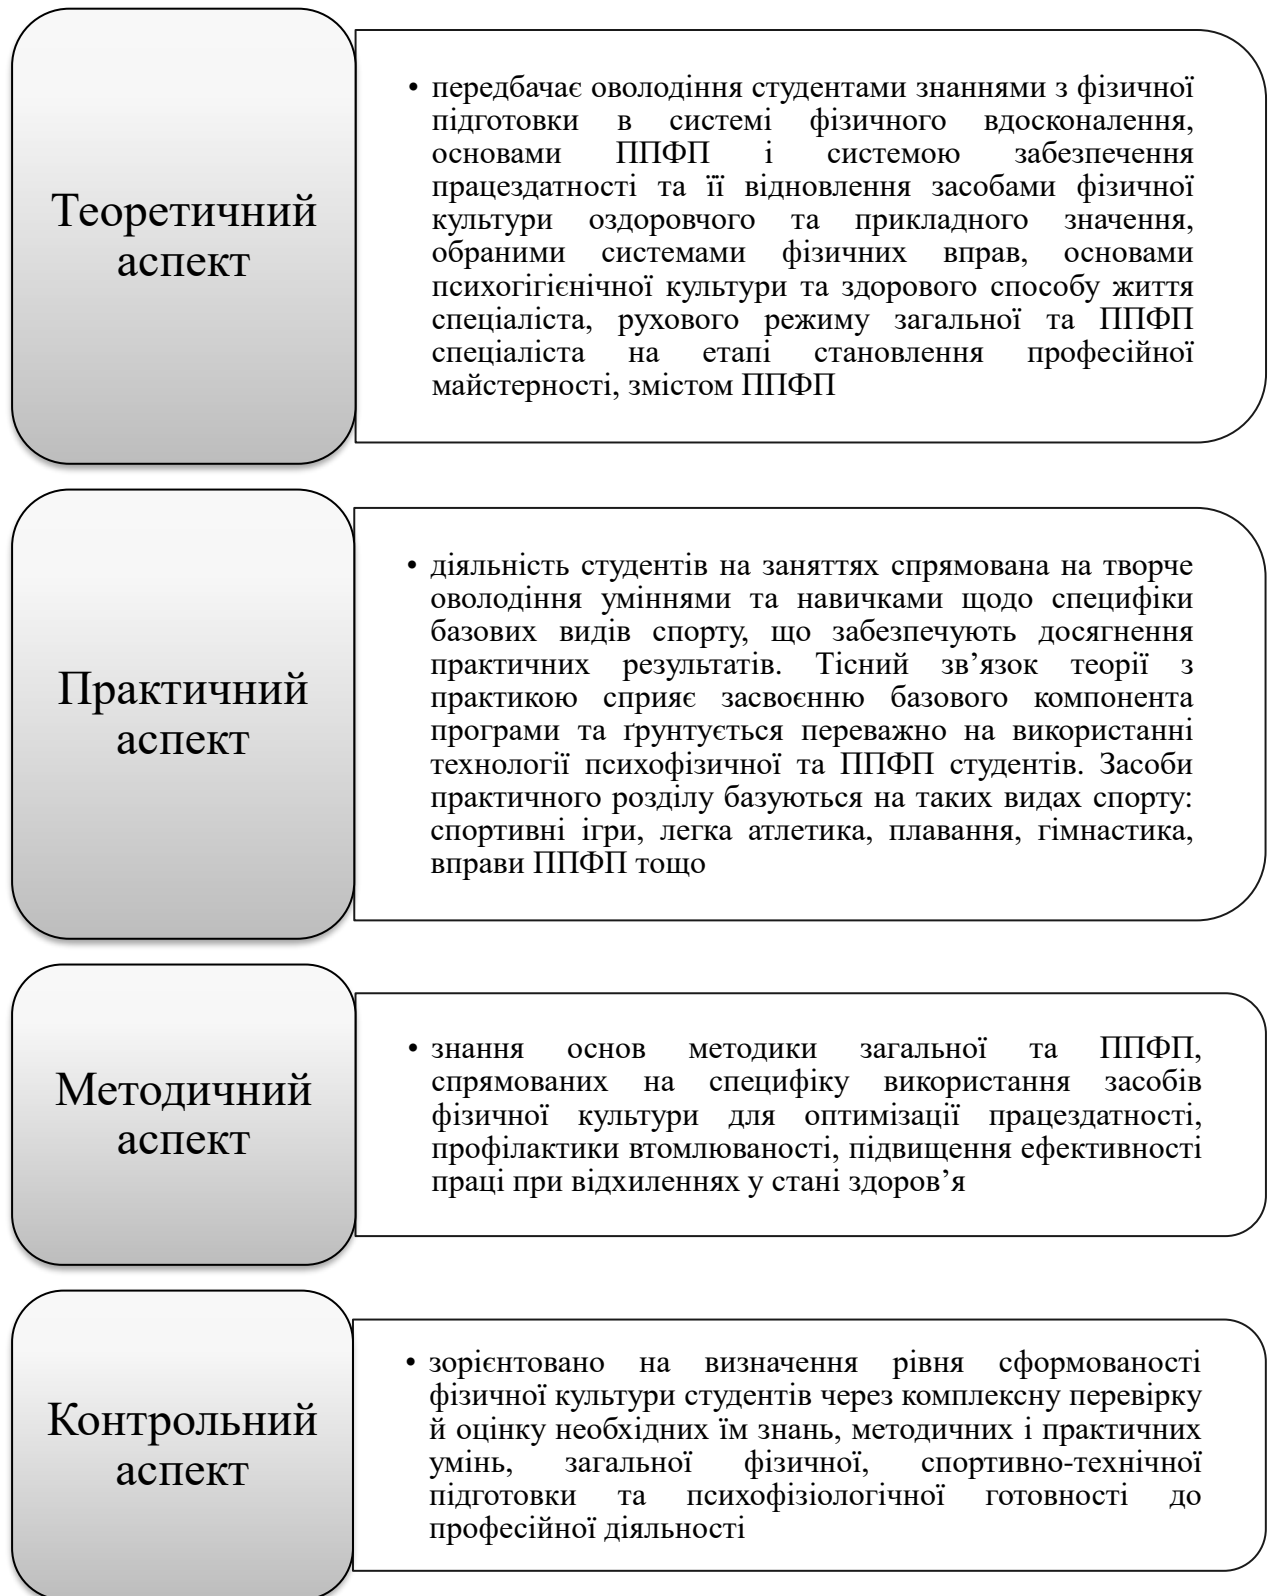 Теоретичний
аспект
• передбачає оволодіння студентами знаннями з фізичної
підготовки в системі фізичного вдосконалення,
основами ППФП і системою забезпечення
працездатності та її відновлення засобами фізичної
культури оздоровчого та прикладного значення,
обраними системами фізичних вправ, основами
психогігієнічної культури та здорового способу життя
спеціаліста, рухового режиму загальної та ППФП
спеціаліста на етапі становлення професійної
майстерності, змістом ППФП
Практичний
аспект
• діяльність студентів на заняттях спрямована на творче
оволодіння уміннями та навичками щодо специфіки
базових видів спорту, що забезпечують досягнення
практичних результатів. Тісний зв’язок теорії з
практикою сприяє засвоєнню базового компонента
програми та ґрунтується переважно на використанні
технології психофізичної та ППФП студентів. Засоби
практичного розділу базуються на таких видах спорту:
спортивні ігри, легка атлетика, плавання, гімнастика,
вправи ППФП тощо
Методичний
аспект
• знання основ методики загальної та ППФП,
спрямованих на специфіку використання засобів
фізичної культури для оптимізації працездатності,
профілактики втомлюваності, підвищення ефективності
праці при відхиленнях у стані здоров’я
Контрольний
аспект
• зорієнтовано на визначення рівня сформованості
фізичної культури студентів через комплексну перевірку
й оцінку необхідних їм знань, методичних і практичних
умінь, загальної фізичної, спортивно-технічної
підготовки та психофізіологічної готовності до
професійної діяльності